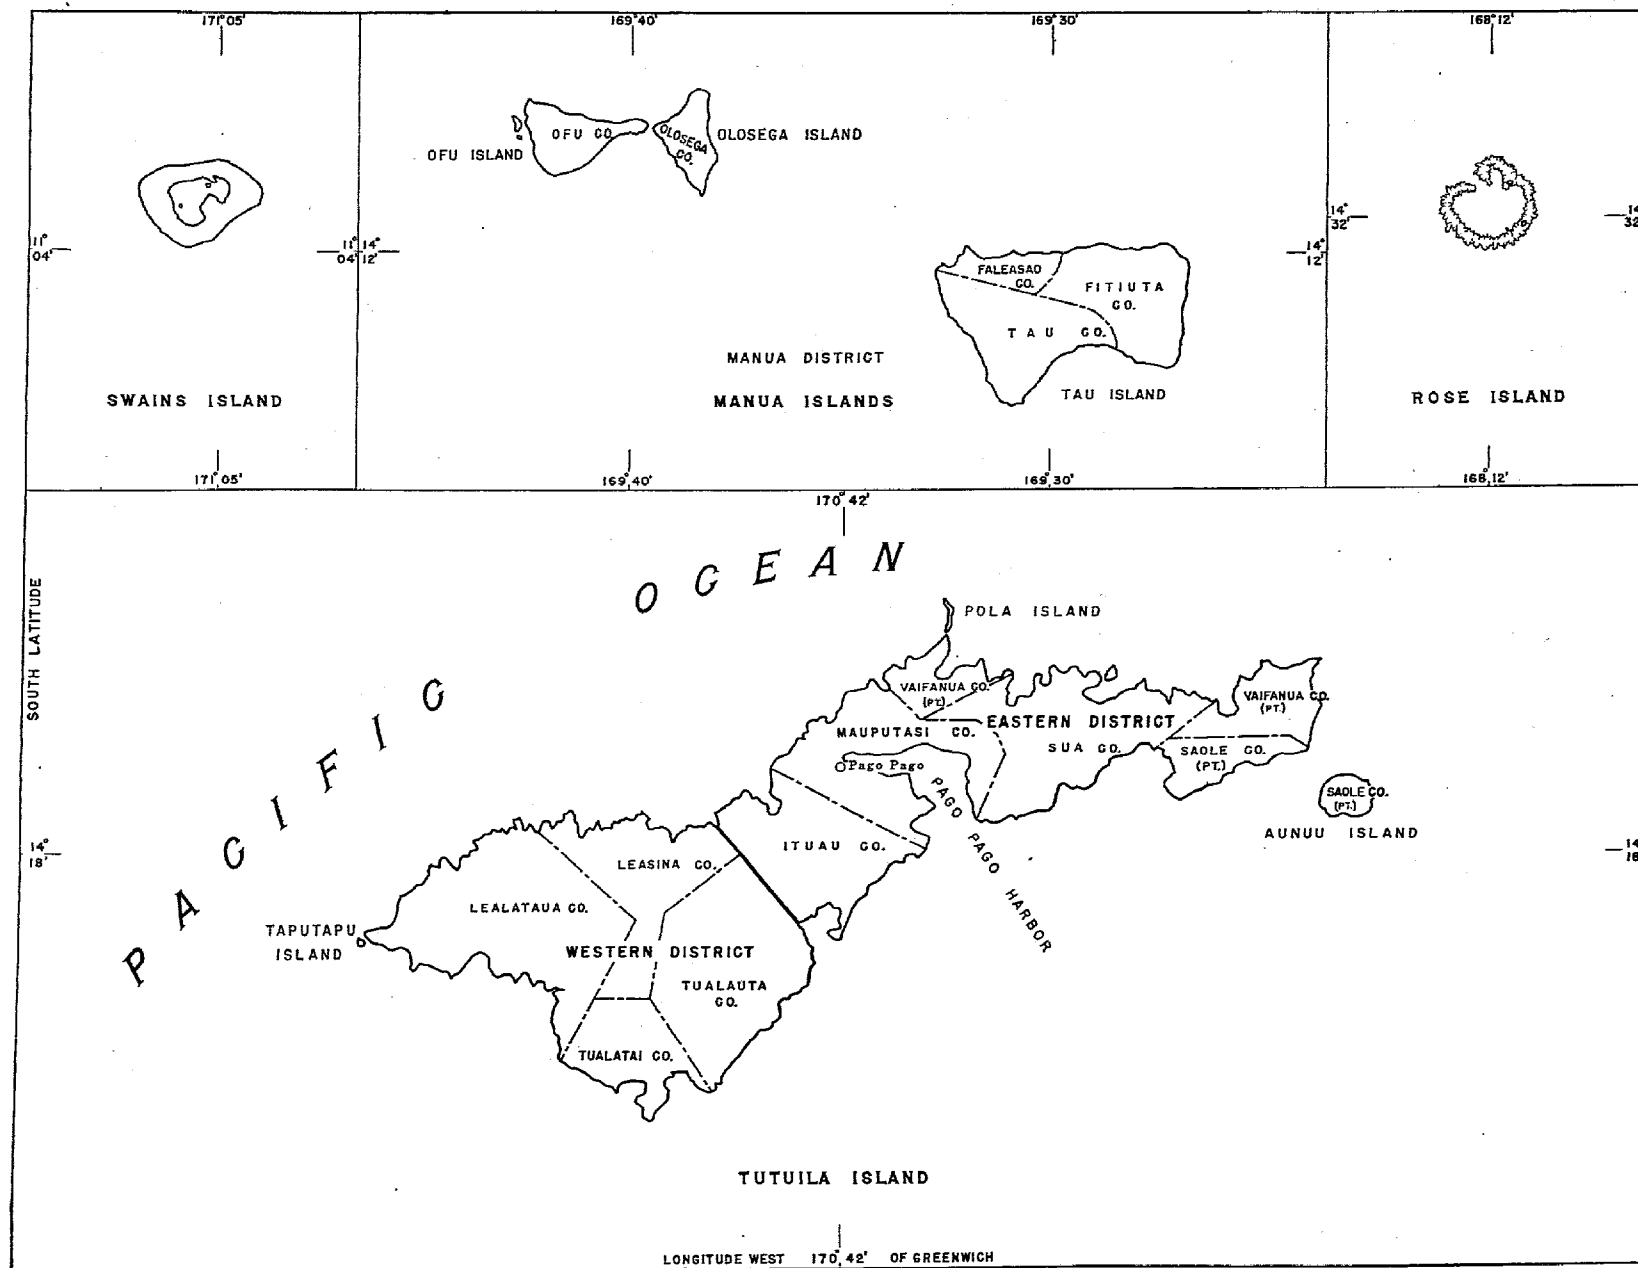 171°05'
169°40'
169°30'
168°12'
OFU CO.
OLOSEGA
CO.
OLOSEGA ISLAND
OFU ISLAND
11°
04'
11°
04'
14°
12'
14°
12'
14°
32'
14
32
FALEASAO
CO.
FITIUTA
CO.
TAU CO.
MANUA DISTRICT
TAU ISLAND
SWAINS ISLAND
MANUA ISLANDS
ROSE ISLAND
171°05'
169°40'
169°30'
168°12'
170°42'
PACIFIC OCEAN
SOUTH LATITUDE
POLA ISLAND
VAIFANUA CO.
(PT.)
VAIFANUA CO.
(PT.)
EASTERN DISTRICT
MAUPUTASI CO.
SUA CO.
SAOLE CO.
(PT.)
Pago Pago
PAGO PAGO HARBOR
SAOLE CO.
(PT.)
AUNUU ISLAND
14°
18'
14
18
ITUAU CO.
LEASINA CO.
LEALATAUA CO.
TAPUTAPU
ISLAND
WESTERN DISTRICT
TUALAUTA
CO.
TUALATAI CO.
TUTUILA ISLAND
LONGITUDE WEST 170°42' OF GREENWICH